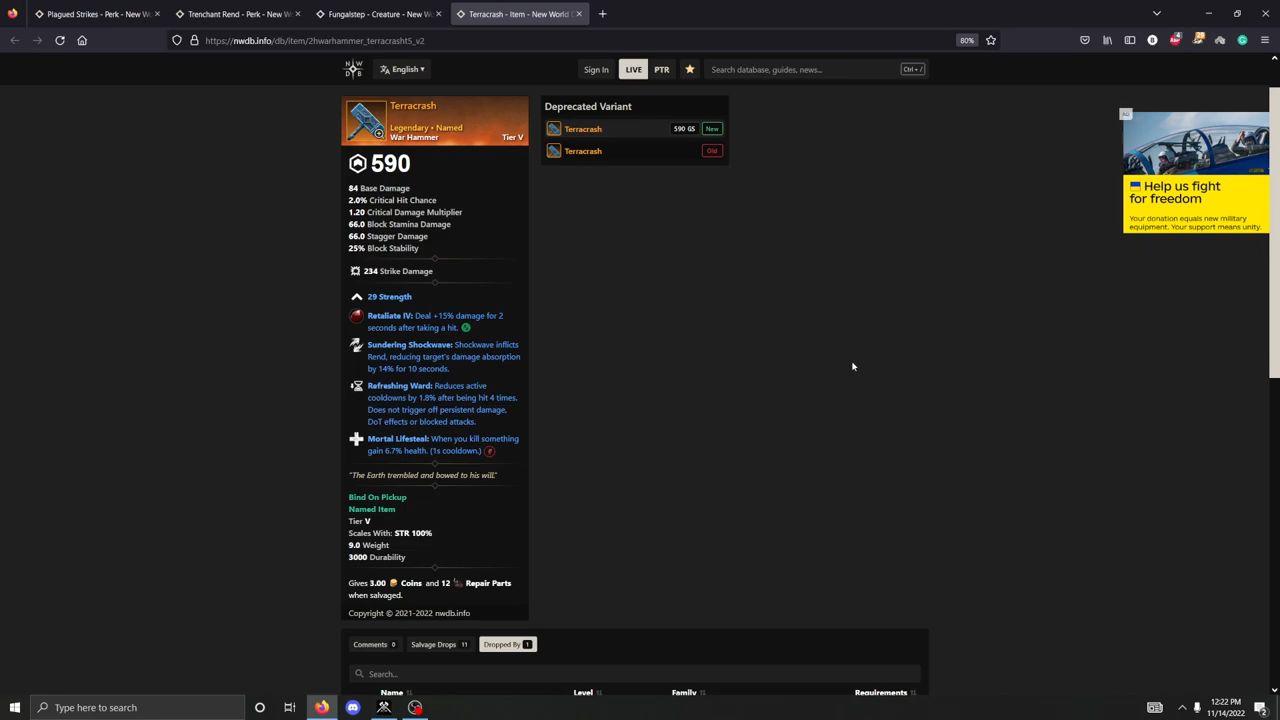 Plagued Strikes - Perk - New Wo
Trenchant Rend - Perk - New W
Fungalstep - Creature - New Wo
Terracrash - Item - New World
https://nwdb.info/db/item/2hwarhammer_terracrasht5_v2
80%
NW
DB
English
Sign In
LIVE
PTR
Search database, guides, news...
Ctrl + /
Terracrash
Legendary • Named
War Hammer
Tier V
590
84 Base Damage
2.0% Critical Hit Chance
1.20 Critical Damage Multiplier
66.0 Block Stamina Damage
66.0 Stagger Damage
25% Block Stability
234 Strike Damage
29 Strength
Retaliate IV: Deal +15% damage for 2
seconds after taking a hit.
Sundering Shockwave: Shockwave inflicts
Rend, reducing target's damage absorption
by 14% for 10 seconds.
Refreshing Ward: Reduces active
cooldowns by 1.8% after being hit 4 times.
Does not trigger off persistent damage,
DoT effects or blocked attacks.
Mortal Lifesteal: When you kill something
gain 6.7% health. (1s cooldown.)
"The Earth trembled and bowed to his will."
Bind On Pickup
Named Item
Tier V
Scales With: STR 100%
9.0 Weight
3000 Durability
Gives 3.00 Coins and 12 Repair Parts
when salvaged.
Copyright © 2021-2022 nwdb.info
Deprecated Variant
Terracrash 590 GS New
Terracrash Old
AD
Help us fight
for freedom
Your donation equals new military
equipment. Your support means unity.
Comments 0
Salvage Drops 11
Dropped By 1
Search...
Name
Level
Family
Requirements
Type here to search
12:22 PM
11/14/2022